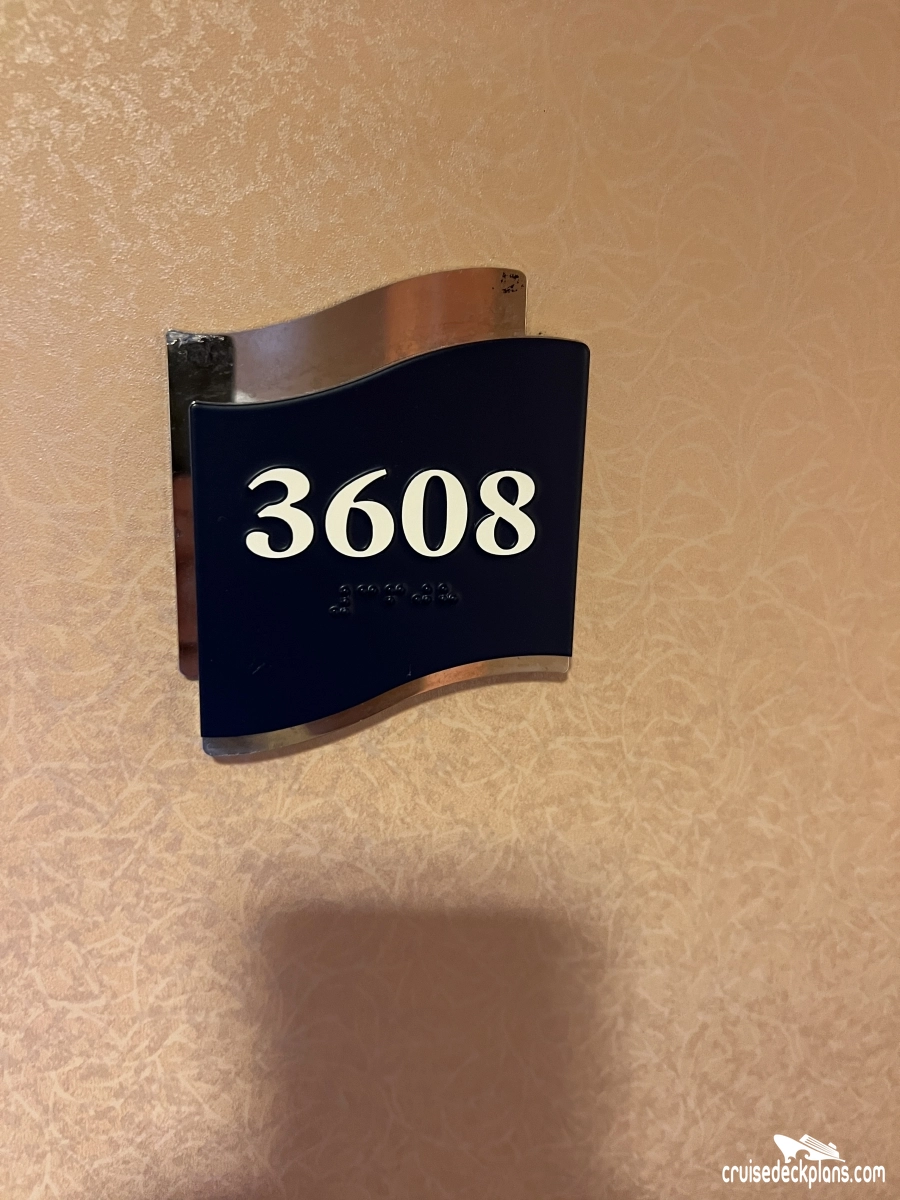 3608
⠼⠉⠋⠚⠓
cruisedeckplans.com